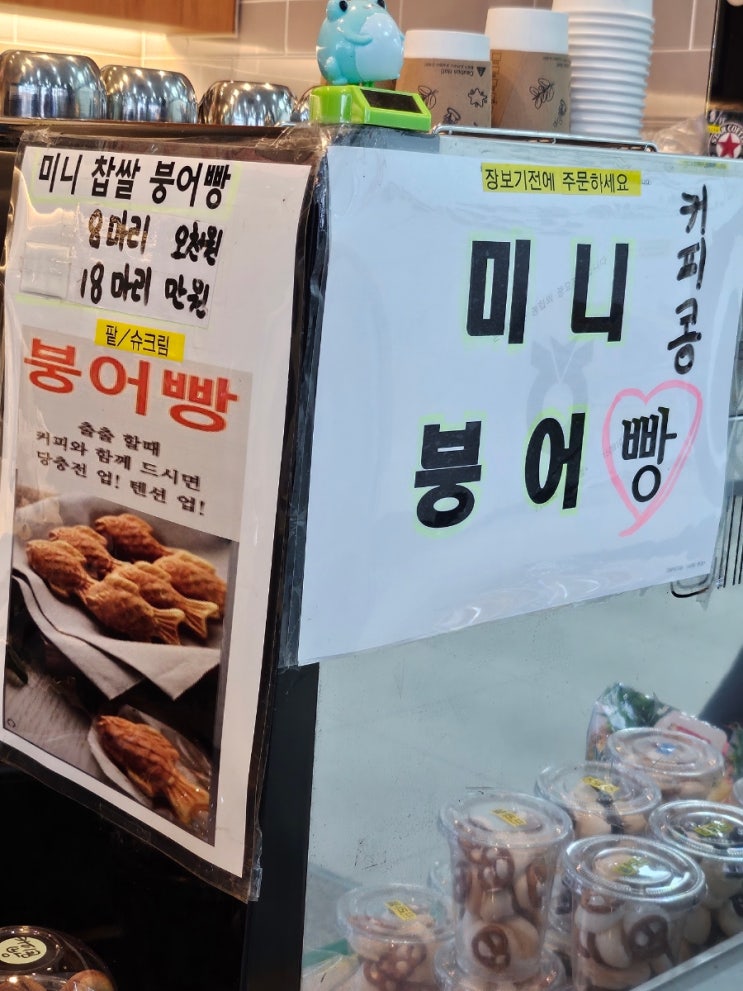 미니 찹쌀 붕어빵
8마리 오천원
18마리 만원
팥/슈크림
붕어빵
출출 할때
커피와 함께 드시면
당충전 업! 텐션 업!
장보기전에 주문하세요
미니
붕어빵
커피콩